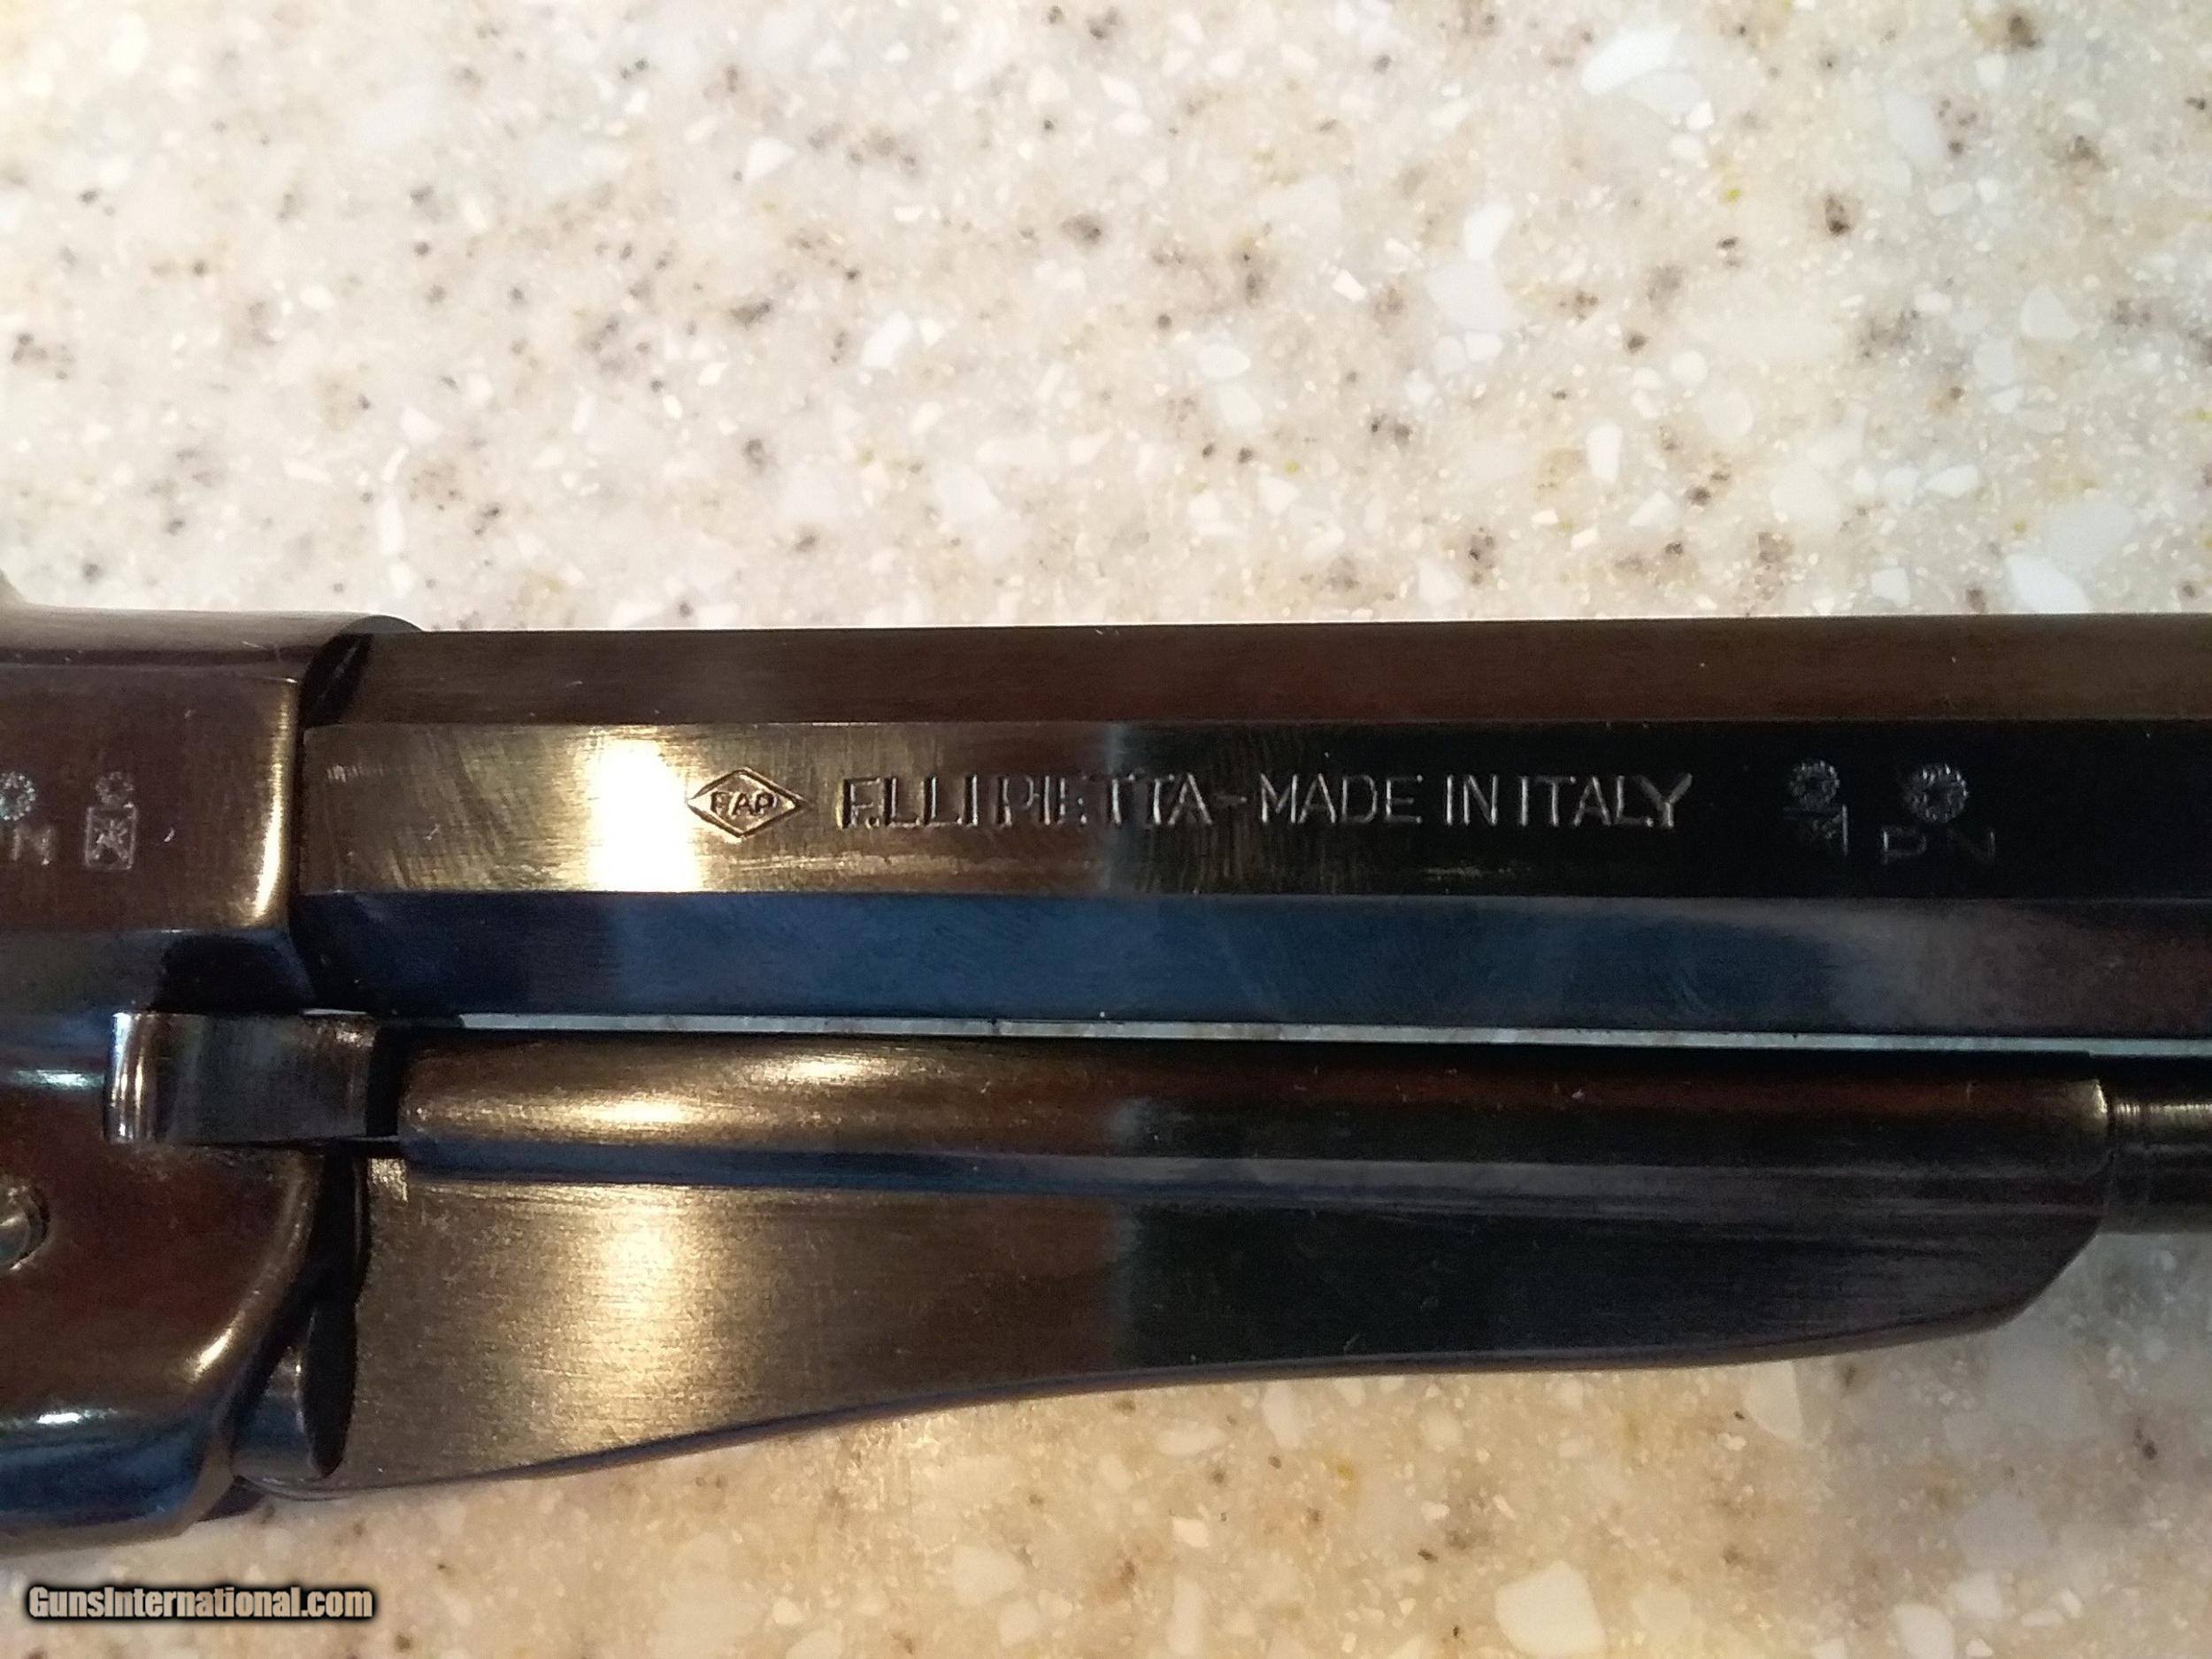 FAP F.LLI PIETTA - MADE IN ITALY
PN
N
GunsInternational.com